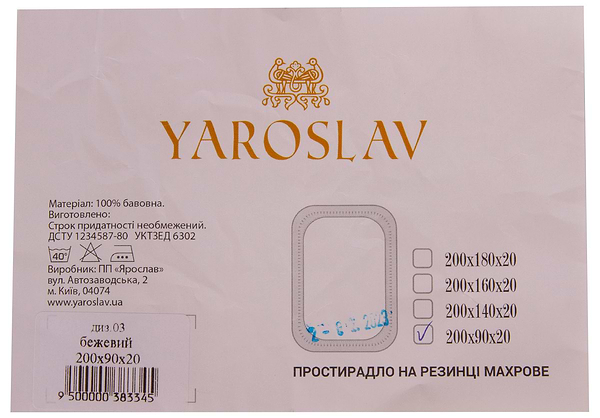 YAROSLAV
Матеріал: 100% бавовна.
Виготовлено:
Строк придатності необмежений.
ДСТУ 1234587-80 УКТЗЕД 6302
40°
Виробник: ПП «Ярослав»
вул. Автозаводська, 2
м. Київ, 04074
www.yaroslav.ua
диз.03
бежевий
200x90x20
9 500000 383345
200x180x20
200x160x20
200x140x20
200x90x20
2023
ПРОСТИРАДЛО НА РЕЗИНЦІ МАХРОВЕ